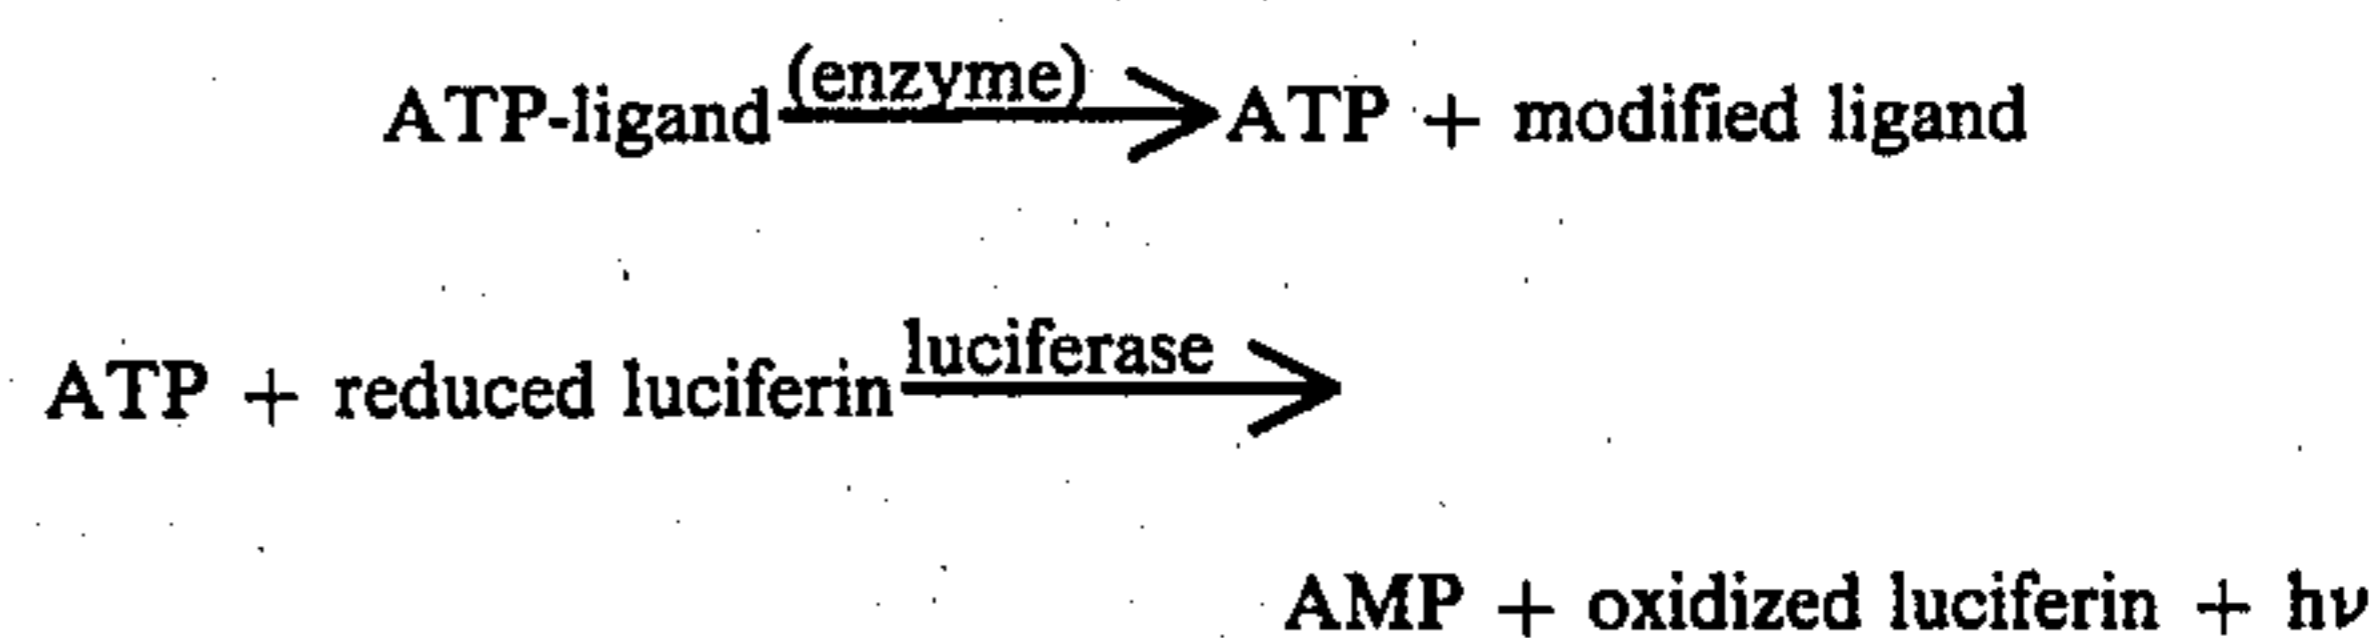 ATP-ligand (enzyme) → ATP + modified ligand
ATP + reduced luciferin luciferase →
AMP + oxidized luciferin + hν